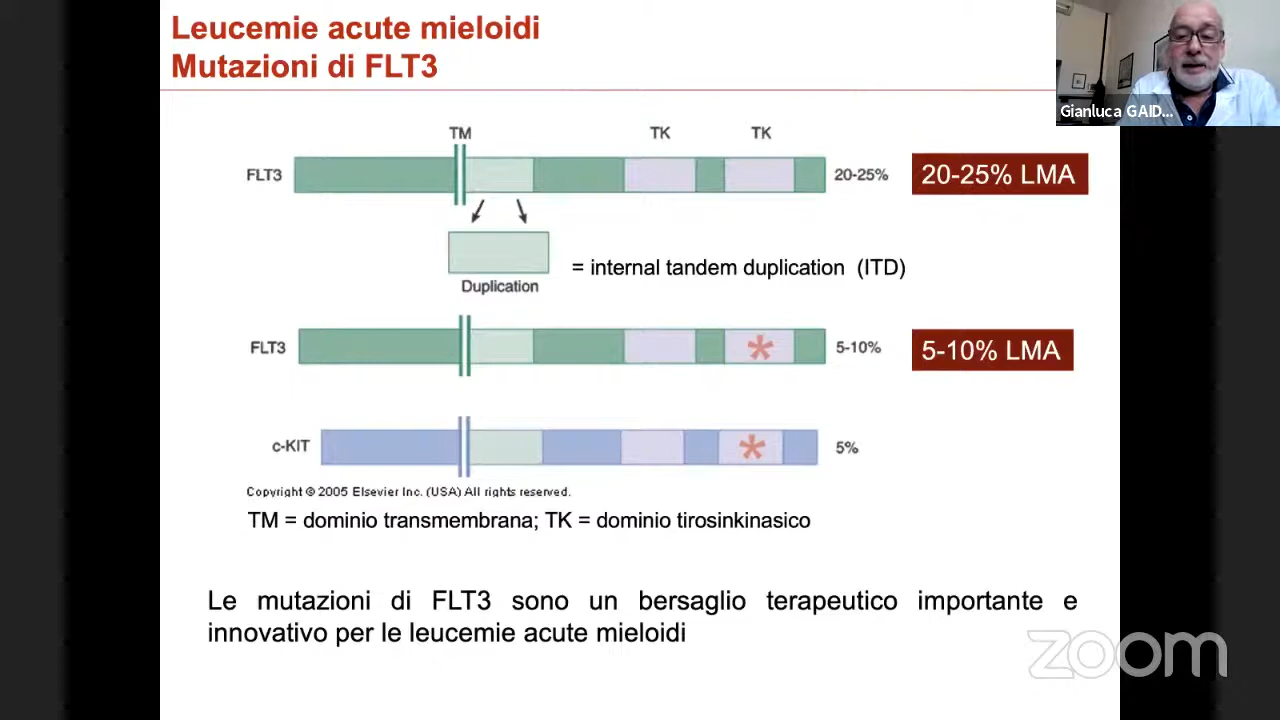 Leucemie acute mieloidi
Mutazioni di FLT3
Gianluca GAID...
TM
TK
TK
FLT3
20-25%
20-25% LMA
= internal tandem duplication (ITD)
Duplication
FLT3
*
5-10%
5-10% LMA
c-KIT
*
5%
Copyright © 2005 Elsevier Inc. (USA) All rights reserved.
TM = dominio transmembrana; TK = dominio tirosinkinasico
Le mutazioni di FLT3 sono un bersaglio terapeutico importante e
innovativo per le leucemie acute mieloidi
zoom